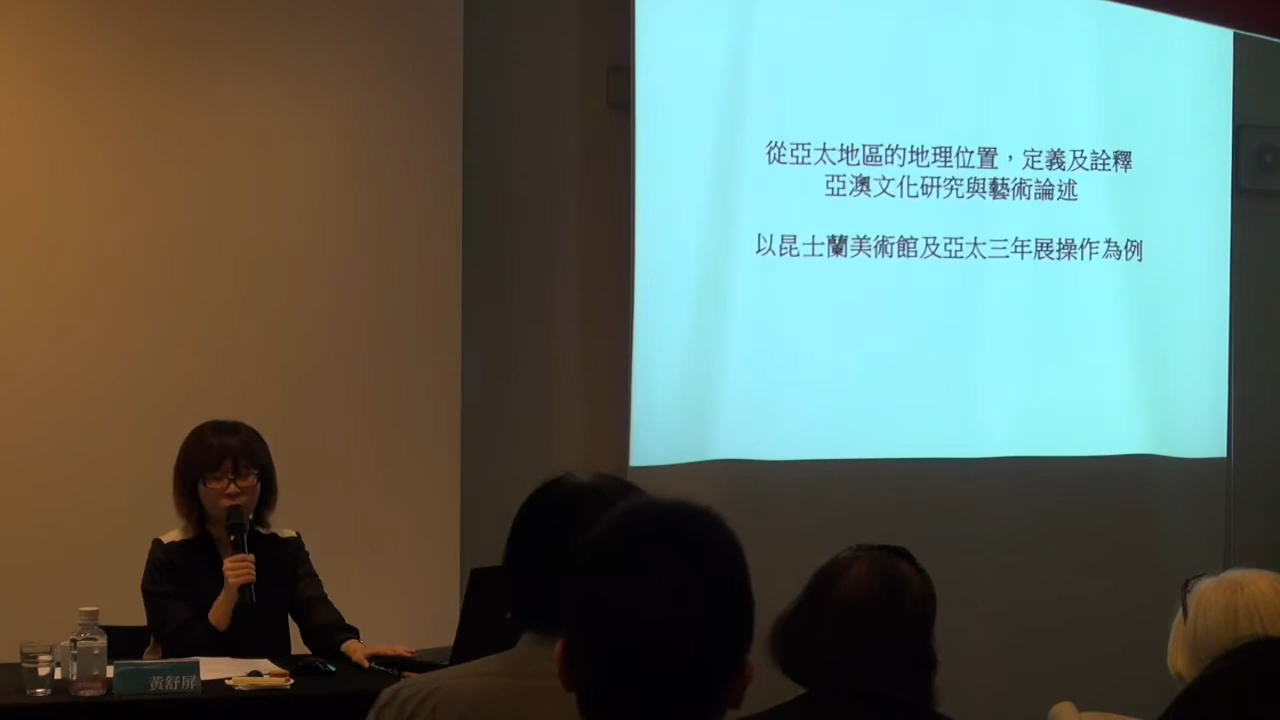 從亞太地區的地理位置，定義及詮釋
亞澳文化研究與藝術論述
以昆士蘭美術館及亞太三年展操作為例
黃舒屏